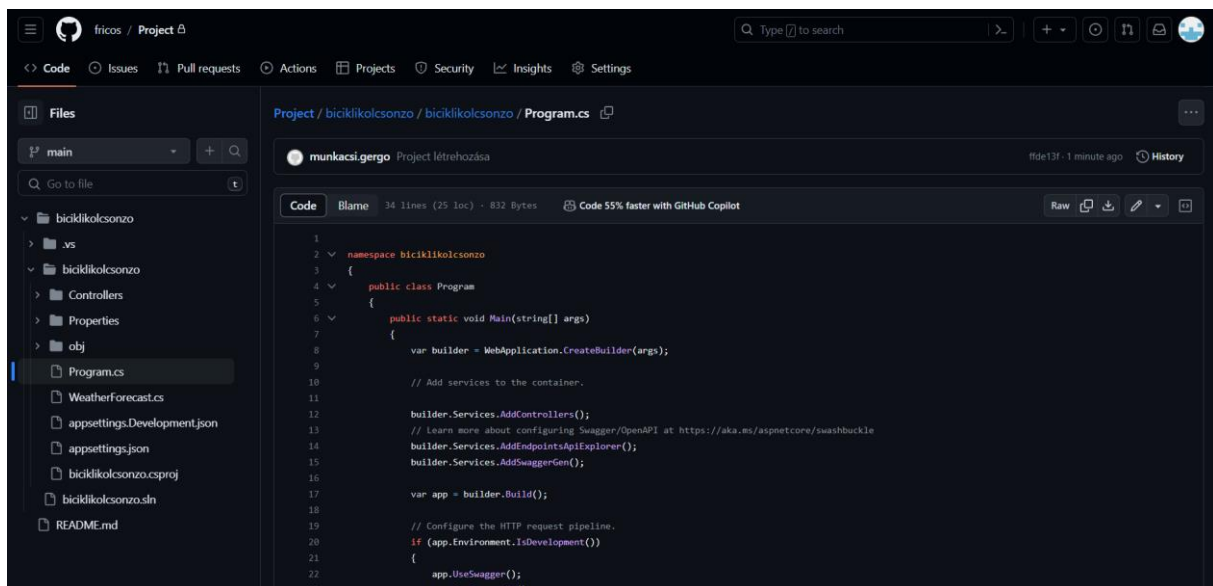 fricos / Project
Type / to search
Code
Issues
Pull requests
Actions
Projects
Security
Insights
Settings
Files
main
Go to file
t
biciklikolcsonzo
.vs
biciklikolcsonzo
Controllers
Properties
obj
Program.cs
WeatherForecast.cs
appsettings.Development.json
appsettings.json
biciklikolcsonzo.csproj
biciklikolcsonzo.sln
README.md
Project / biciklikolcsonzo / biciklikolcsonzo / Program.cs
munkacsi.gergo Project létrehozása
ffde13f · 1 minute ago History
Code Blame 34 lines (25 loc) · 832 Bytes Code 55% faster with GitHub Copilot
Raw
1
2 namespace biciklikolcsonzo
3 {
4 public class Program
5 {
6 public static void Main(string[] args)
7 {
8 var builder = WebApplication.CreateBuilder(args);
9
10 // Add services to the container.
11
12 builder.Services.AddControllers();
13 // Learn more about configuring Swagger/OpenAPI at https://aka.ms/aspnetcore/swashbuckle
14 builder.Services.AddEndpointsApiExplorer();
15 builder.Services.AddSwaggerGen();
16
17 var app = builder.Build();
18
19 // Configure the HTTP request pipeline.
20 if (app.Environment.IsDevelopment())
21 {
22 app.UseSwagger();